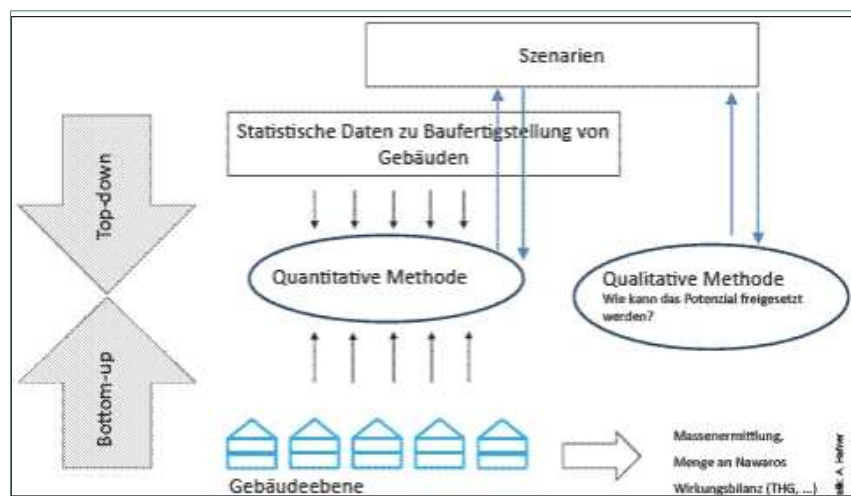 Szenarien
Statistische Daten zu Baufertigstellung von
Gebäuden
Top-down
Quantitative Methode
Qualitative Methode
Wie kann das Potenzial freigesetzt
werden?
Bottom-up
Gebäudeebene
Massenermittlung,
Menge an Nawaros
Wirkungsbilanz (THG, ...)
A. Hafner